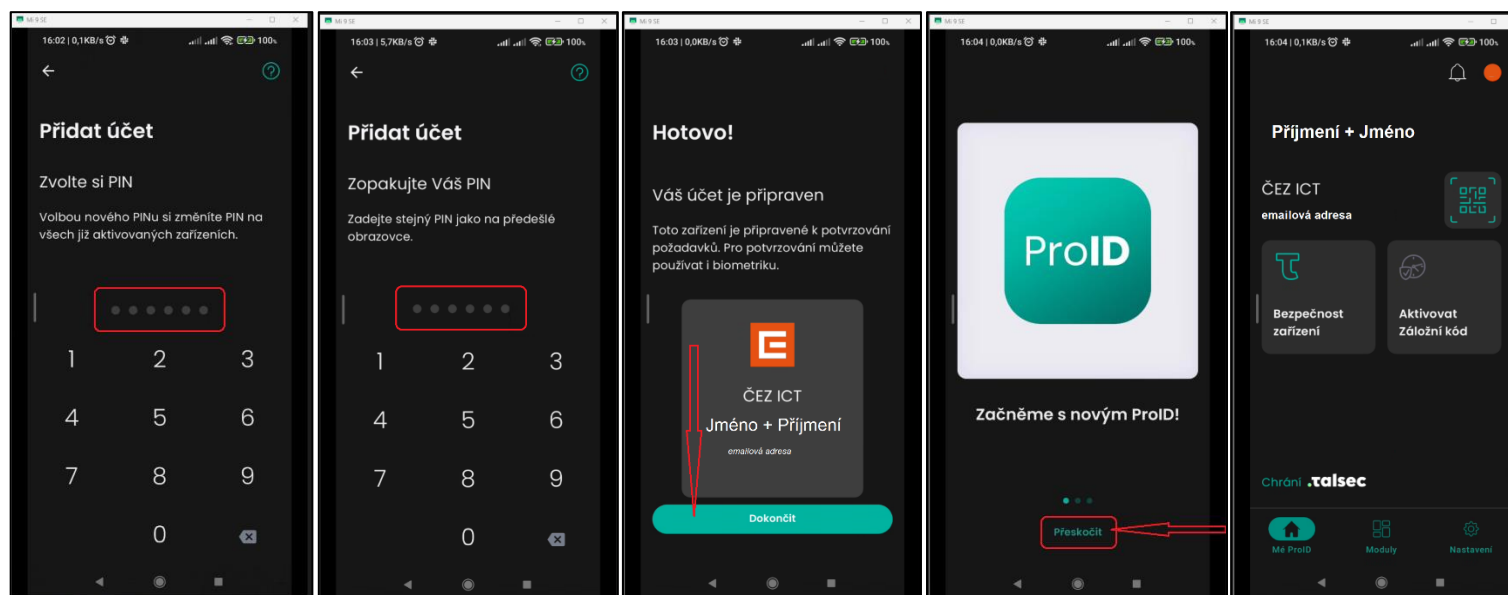 Mi 9 SE
16:02 | 0,1KB/s
100%
Přidat účet
Zvolte si PIN
Volbou nového PINu si změníte PIN na
všech již aktivovaných zařízeních.
1 2 3
4 5 6
7 8 9
0
Mi 9 SE
16:03 | 5,7KB/s
100%
Přidat účet
Zopakujte Váš PIN
Zadejte stejný PIN jako na předešlé
obrazovce.
1 2 3
4 5 6
7 8 9
0
Mi 9 SE
16:03 | 0,0KB/s
100%
Hotovo!
Váš účet je připraven
Toto zařízení je připravené k potvrzování
požadavků. Pro potvrzování můžete
používat i biometriku.
ČEZ ICT
Jméno + Příjmení
emailová adresa
Dokončit
Mi 9 SE
16:04 | 0,0KB/s
100%
ProID
Začněme s novým ProID!
Přeskočit
Mi 9 SE
16:04 | 0,1KB/s
100%
Příjmení + Jméno
ČEZ ICT
emailová adresa
Bezpečnost
zařízení
Aktivovat
Záložní kód
Chrání .talsec
Mé ProID
Moduly
Nastavení